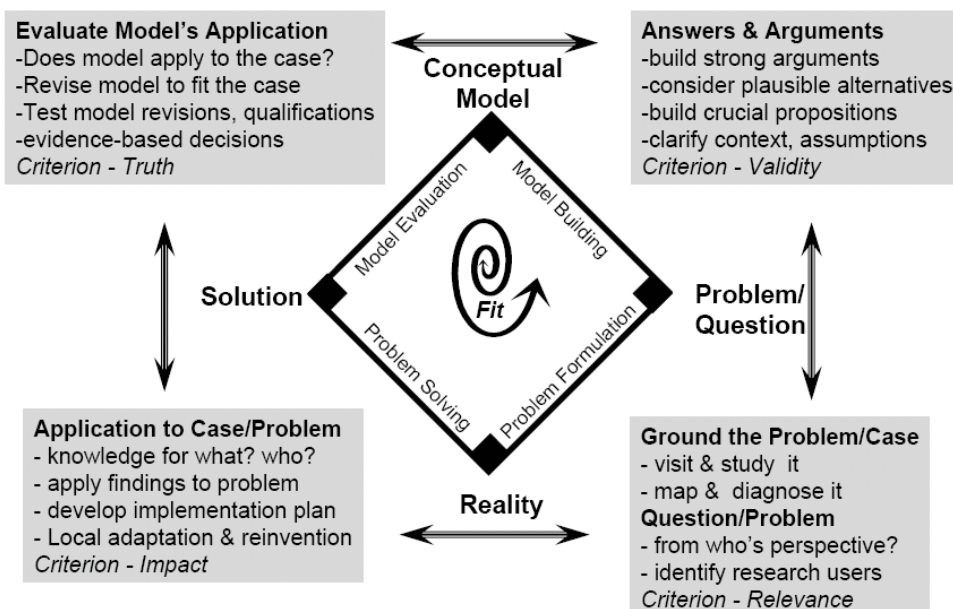 Evaluate Model's Application
-Does model apply to the case?
-Revise model to fit the case
-Test model revisions, qualifications
-evidence-based decisions
Criterion - Truth
Conceptual
Model
Answers & Arguments
-build strong arguments
-consider plausible alternatives
-build crucial propositions
-clarify context, assumptions
Criterion - Validity
Model Evaluation
Model Building
Solution
Fit
Problem/
Question
Problem Solving
Problem Formulation
Application to Case/Problem
- knowledge for what? who?
- apply findings to problem
- develop implementation plan
- Local adaptation & reinvention
Criterion - Impact
Reality
Ground the Problem/Case
- visit & study it
- map & diagnose it
Question/Problem
- from who's perspective?
- identify research users
Criterion - Relevance